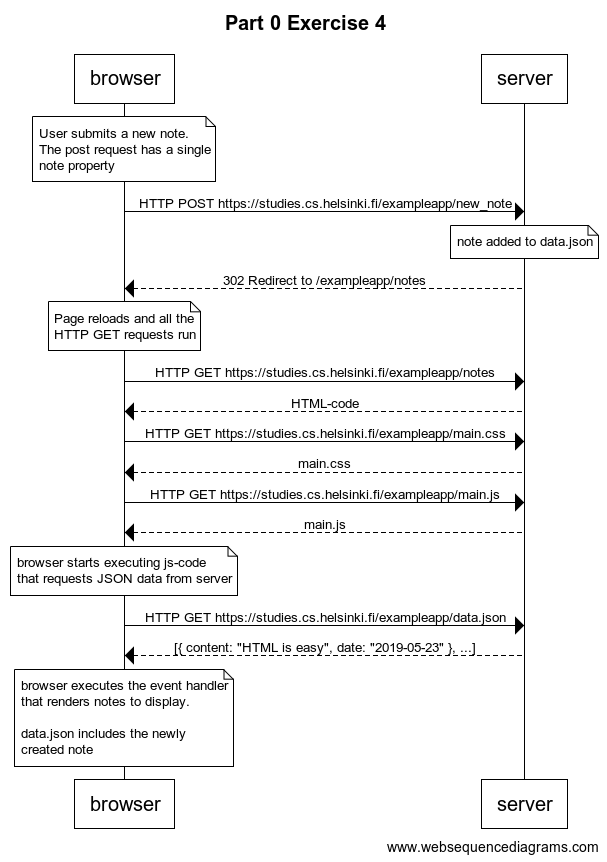 Part 0 Exercise 4
browser
server
User submits a new note.
The post request has a single
note property
HTTP POST https://studies.cs.helsinki.fi/exampleapp/new_note
note added to data.json
302 Redirect to /exampleapp/notes
Page reloads and all the
HTTP GET requests run
HTTP GET https://studies.cs.helsinki.fi/exampleapp/notes
HTML-code
HTTP GET https://studies.cs.helsinki.fi/exampleapp/main.css
main.css
HTTP GET https://studies.cs.helsinki.fi/exampleapp/main.js
main.js
browser starts executing js-code
that requests JSON data from server
HTTP GET https://studies.cs.helsinki.fi/exampleapp/data.json
[{ content: "HTML is easy", date: "2019-05-23" }, ...]
browser executes the event handler
that renders notes to display.
data.json includes the newly
created note
browser
server
www.websequencediagrams.com